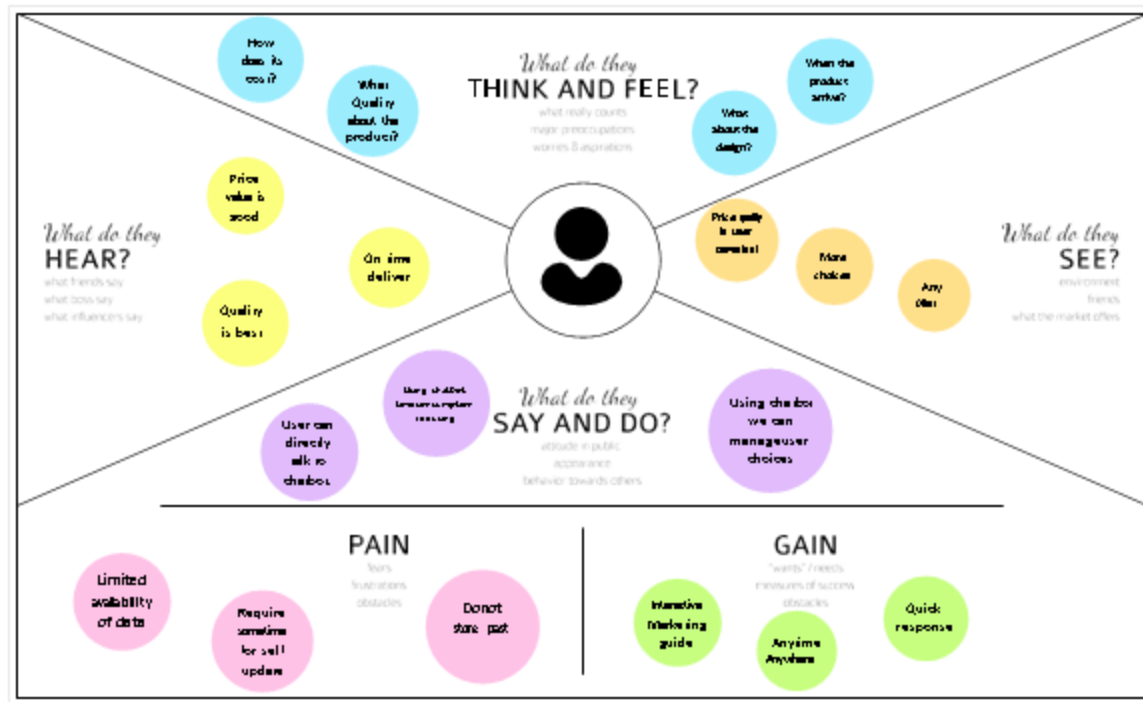 How
does its
cost?
What
Quality
about the
product?
What do they
THINK AND FEEL?
what really counts
major preoccupations
worries & aspirations
When the
product
arrive?
What
about the
design?
What do they
HEAR?
what friends say
what boss say
what influencers say
Price
value is
good
On time
deliver
Quality
is best
Price
is user
More
choices
Any
offer
What do they
SEE?
environment
friends
what the market offers
User can
directly
talk to
chatbot
Using chatbot
What do they
SAY AND DO?
attitude in public
appearance
behavior towards others
Using chatbot
we can
manage user
choices
PAIN
fears
frustrations
obstacles
Limited
availability
of data
Require
sometime
for self
update
Donot
store past
GAIN
"wants" / needs
measures of success
obstacles
Interactive
Marketing
guide
Anytime
Anywhere
Quick
response